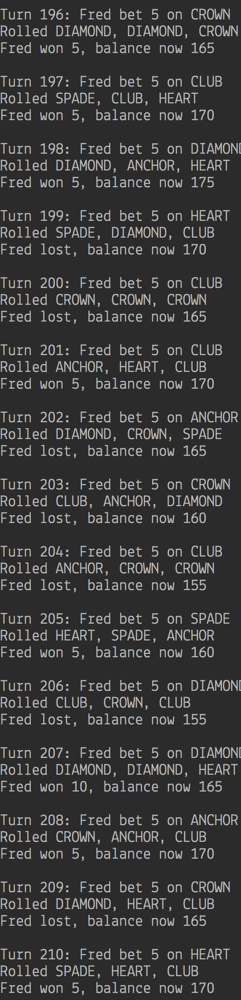 Turn 196: Fred bet 5 on CROWN
Rolled DIAMOND, DIAMOND, CROWN
Fred won 5, balance now 165
Turn 197: Fred bet 5 on CLUB
Rolled SPADE, CLUB, HEART
Fred won 5, balance now 170
Turn 198: Fred bet 5 on DIAMOND
Rolled DIAMOND, ANCHOR, HEART
Fred won 5, balance now 175
Turn 199: Fred bet 5 on HEART
Rolled SPADE, DIAMOND, CLUB
Fred lost, balance now 170
Turn 200: Fred bet 5 on CLUB
Rolled CROWN, CROWN, CROWN
Fred lost, balance now 165
Turn 201: Fred bet 5 on CLUB
Rolled ANCHOR, HEART, CLUB
Fred won 5, balance now 170
Turn 202: Fred bet 5 on ANCHOR
Rolled DIAMOND, CROWN, SPADE
Fred lost, balance now 165
Turn 203: Fred bet 5 on CROWN
Rolled CLUB, ANCHOR, DIAMOND
Fred lost, balance now 160
Turn 204: Fred bet 5 on CLUB
Rolled ANCHOR, CROWN, CROWN
Fred lost, balance now 155
Turn 205: Fred bet 5 on SPADE
Rolled HEART, SPADE, ANCHOR
Fred won 5, balance now 160
Turn 206: Fred bet 5 on DIAMOND
Rolled CLUB, CROWN, CLUB
Fred lost, balance now 155
Turn 207: Fred bet 5 on DIAMOND
Rolled DIAMOND, DIAMOND, HEART
Fred won 10, balance now 165
Turn 208: Fred bet 5 on ANCHOR
Rolled CROWN, ANCHOR, CLUB
Fred won 5, balance now 170
Turn 209: Fred bet 5 on CROWN
Rolled DIAMOND, HEART, CLUB
Fred lost, balance now 165
Turn 210: Fred bet 5 on HEART
Rolled SPADE, HEART, CLUB
Fred won 5, balance now 170